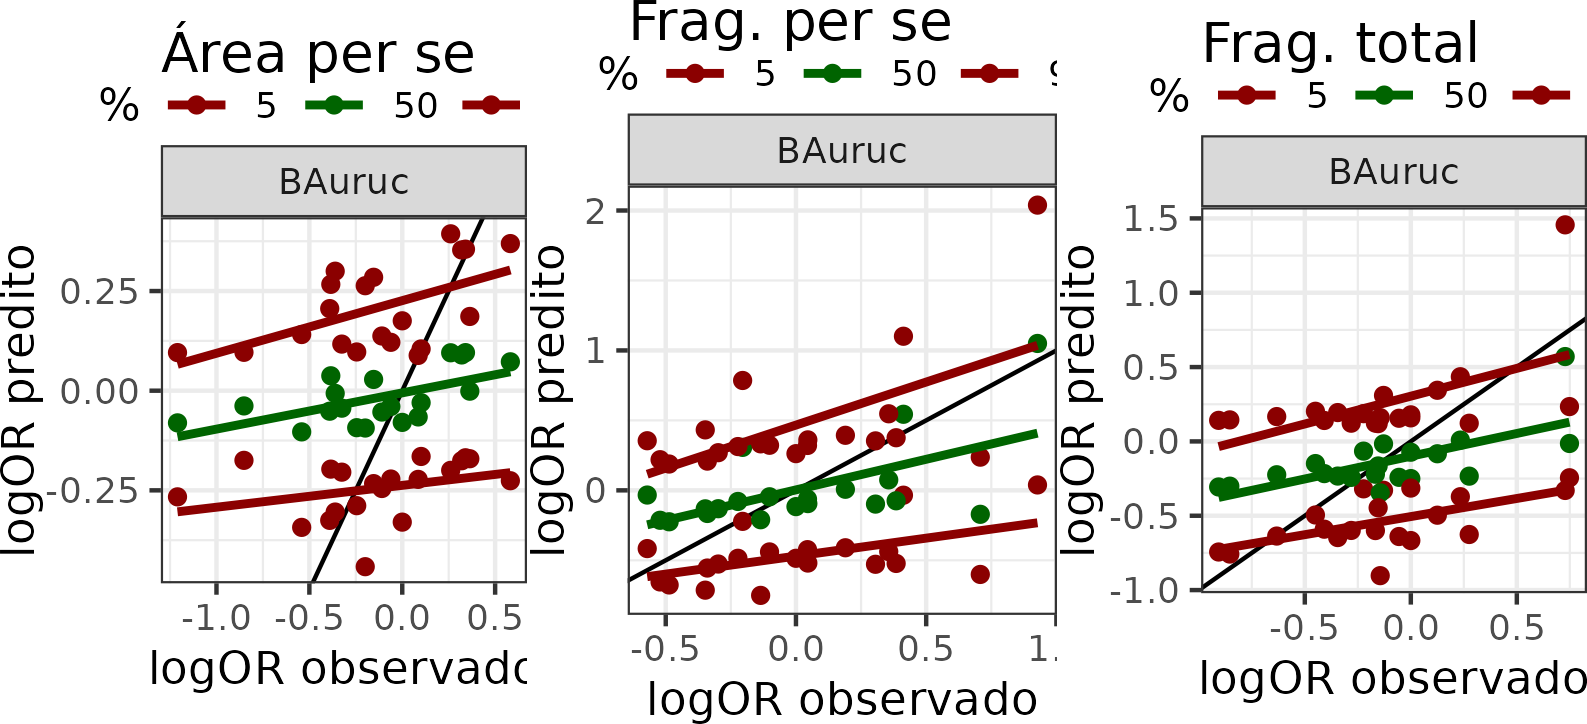 Área per se
% 5 50
BAuruc
0.25
0.00
-0.25
-1.0 -0.5 0.0 0.5
logOR observado
logOR predito
Frag. per se
% 5 50
BAuruc
2
1
0
-0.5 0.0 0.5 1.
logOR observado
logOR predito
Frag. total
% 5 50
BAuruc
1.5
1.0
0.5
0.0
-0.5
-1.0
-0.5 0.0 0.5
logOR observado
logOR predito